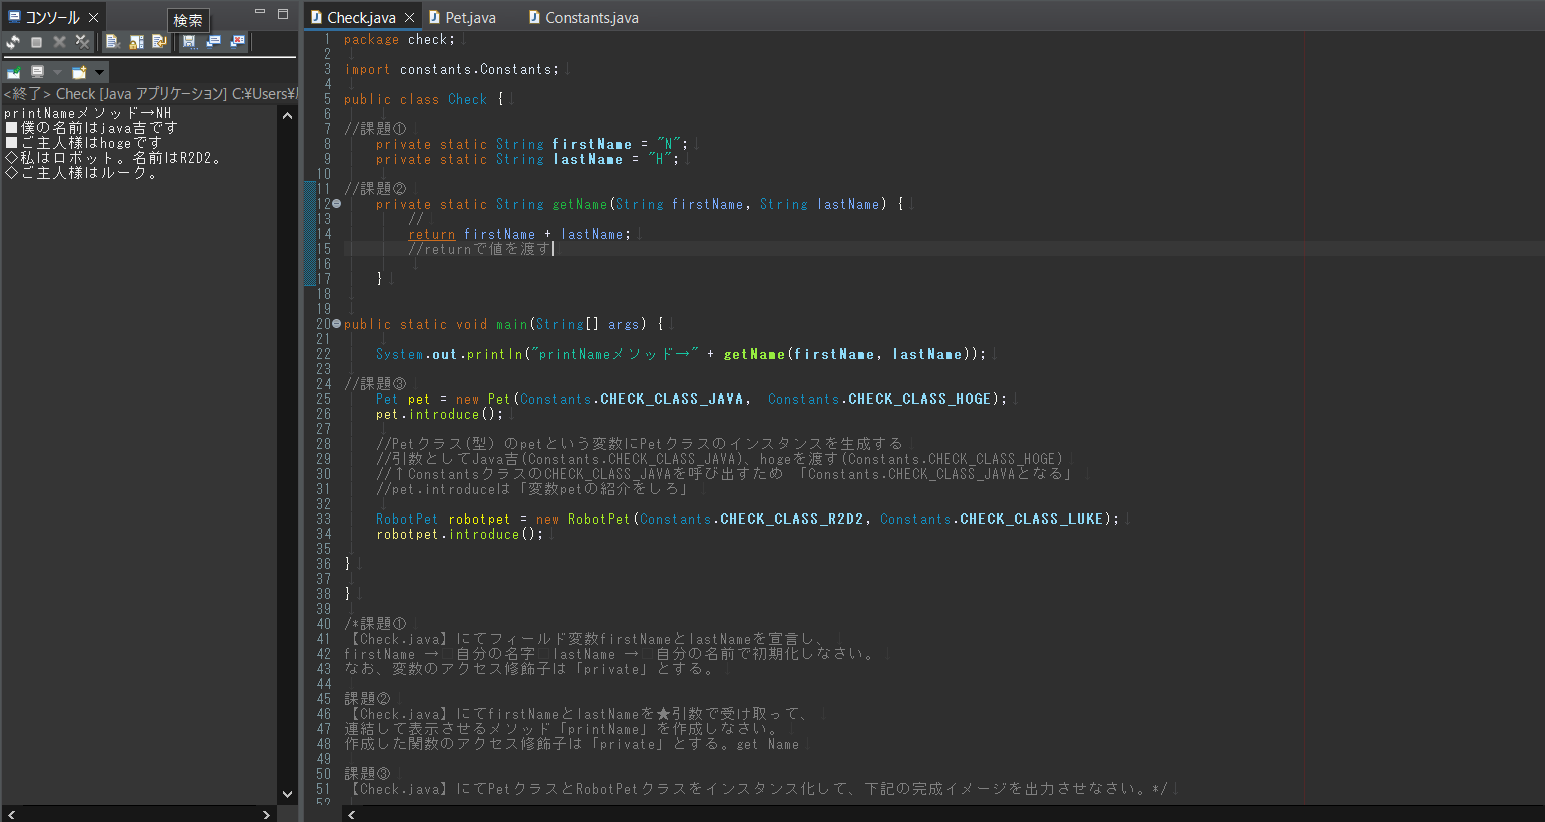 コンソール
検索
<終了> Check [Java アプリケーション] C:¥Users¥
printNameメソッド→NH
■僕の名前はjava吉です
■ご主人様はhogeです
◇私はロボット。名前はR2D2。
◇ご主人様はルーク。
Check.java Pet.java Constants.java
1 package check;
2
3 import constants.Constants;
4
5 public class Check {
6
7 //課題①
8 private static String firstName = "N";
9 private static String lastName = "H";
10
11 //課題②
12 private static String getName(String firstName, String lastName) {
13 //
14 return firstName + lastName;
15 //returnで値を渡す
16
17 }
18
19
20 public static void main(String[] args) {
21
22 System.out.println("printNameメソッド→" + getName(firstName, lastName));
23
24 //課題③
25 Pet pet = new Pet(Constants.CHECK_CLASS_JAVA, Constants.CHECK_CLASS_HOGE);
26 pet.introduce();
27
28 //Petクラス(型) のpetという変数にPetクラスのインスタンスを生成する
29 //引数としてJava吉(Constants.CHECK_CLASS_JAVA)、hogeを渡す(Constants.CHECK_CLASS_HOGE)
30 //↑ConstantsクラスのCHECK_CLASS_JAVAを呼び出すため 「Constants.CHECK_CLASS_JAVAとなる」
31 //pet.introduceは「変数petの紹介をしろ」
32
33 RobotPet robotpet = new RobotPet(Constants.CHECK_CLASS_R2D2, Constants.CHECK_CLASS_LUKE);
34 robotpet.introduce();
35
36 }
37
38 }
39
40 /*課題①
41 【Check.java】にてフィールド変数firstNameとlastNameを宣言し、
42 firstName → 自分の名字 lastName → 自分の名前で初期化しなさい。
43 なお、変数のアクセス修飾子は「private」とする。
44
45 課題②
46 【Check.java】にてfirstNameとlastNameを★引数で受け取って、
47 連結して表示させるメソッド「printName」を作成しなさい。
48 作成した関数のアクセス修飾子は「private」とする。get Name
49
50 課題③
51 【Check.java】にてPetクラスとRobotPetクラスをインスタンス化して、下記の完成イメージを出力させなさい。*/
52